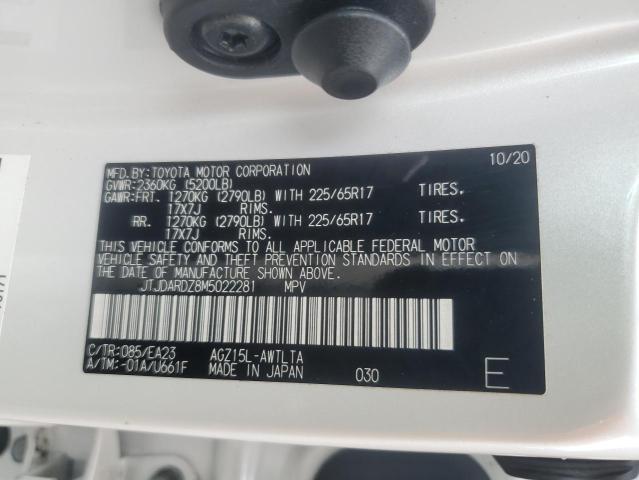 MFD.BY:TOYOTA MOTOR CORPORATION 10/20
GVWR:2360KG (5200LB)
GAWR:FRT. 1270KG (2790LB) WITH 225/65R17 TIRES.
17X7J RIMS.
RR. 1270KG (2790LB) WITH 225/65R17 TIRES.
17X7J RIMS.
THIS VEHICLE CONFORMS TO ALL APPLICABLE FEDERAL MOTOR
VEHICLE SAFETY AND THEFT PREVENTION STANDARDS IN EFFECT ON
THE DATE OF MANUFACTURE SHOWN ABOVE.
JTJDARDZ8M5022281 MPV
C/TR:085/EA23 AGZ15L-AWTLTA
A/TM:-01A/U661F MADE IN JAPAN 030 E